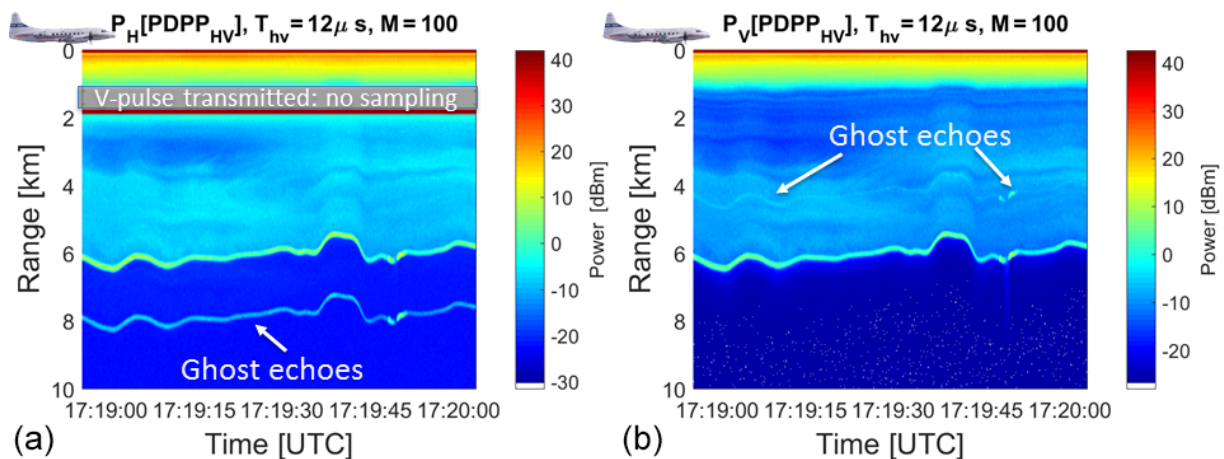 P_H[PDPP_HV], T_hv = 12μ s, M = 100
0
2
4
6
8
10
Range [km]
V-pulse transmitted: no sampling
Ghost echoes
17:19:00 17:19:15 17:19:30 17:19:45 17:20:00
Time [UTC]
(a)
40
30
20
10
0
-10
-20
-30
Power [dBm]
P_V[PDPP_HV], T_hv = 12μ s, M = 100
0
2
4
6
8
10
Range [km]
Ghost echoes
17:19:00 17:19:15 17:19:30 17:19:45 17:20:00
Time [UTC]
(b)
40
30
20
10
0
-10
-20
Power [dBm]